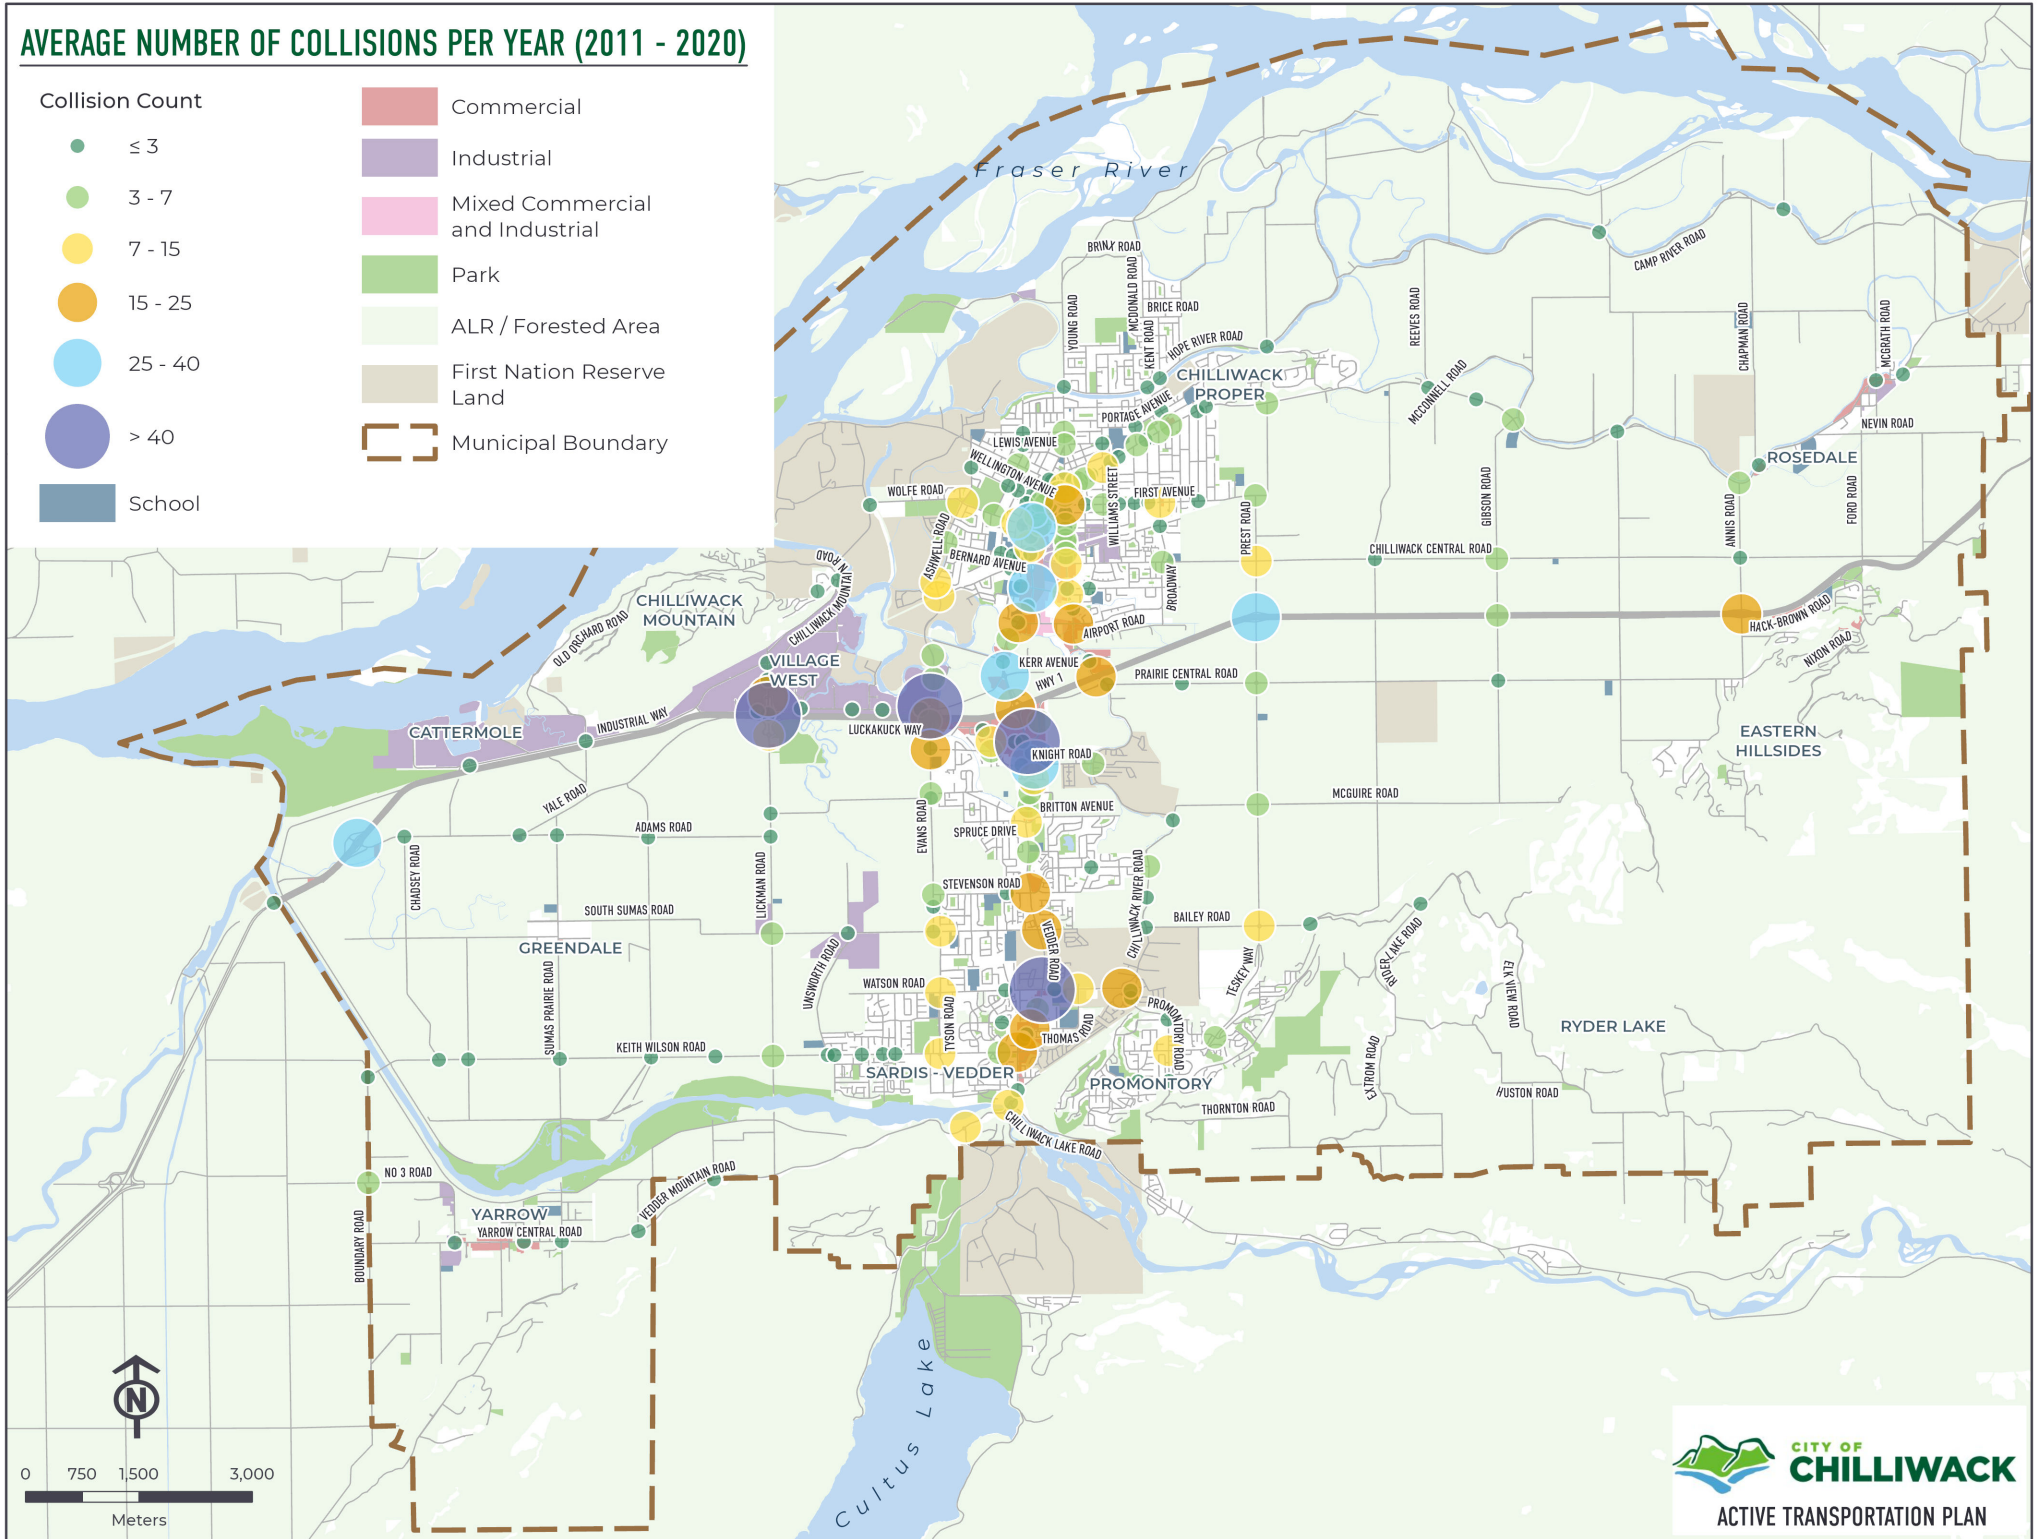 AVERAGE NUMBER OF COLLISIONS PER YEAR (2011 - 2020)
Collision Count
≤ 3
3 - 7
7 - 15
15 - 25
25 - 40
> 40
School
Commercial
Industrial
Mixed Commercial
and Industrial
Park
ALR / Forested Area
First Nation Reserve
Land
Municipal Boundary
Fraser River
BRINX ROAD
MCDONALD ROAD
YOUNG ROAD
BRICE ROAD
KENT ROAD
HOPE RIVER ROAD
CAMP RIVER ROAD
REEVES ROAD
CHAPMAN ROAD
MCGRATH ROAD
CHILLIWACK
PROPER
MCCONNELL ROAD
PORTAGE AVENUE
NEVIN ROAD
LEWIS AVENUE
WELLINGTON AVENUE
ROSEDALE
WOLFE ROAD
WILLIAMS STREET
FIRST AVENUE
PREST ROAD
GIBSON ROAD
ANNIS ROAD
FORD ROAD
ASHWELL ROAD
BERNARD AVENUE
CHILLIWACK CENTRAL ROAD
BROADWAY
CHILLIWACK
MOUNTAIN
CHILLIWACK MOUNTAIN ROAD
OLD ORCHARD ROAD
AIRPORT ROAD
HACK-BROWN ROAD
NIXON ROAD
VILLAGE
WEST
KERR AVENUE
HWY 1
PRAIRIE CENTRAL ROAD
CATTERMOLE
INDUSTRIAL WAY
LUCKAKUCK WAY
KNIGHT ROAD
EASTERN
HILLSIDES
YALE ROAD
MCGUIRE ROAD
BRITTON AVENUE
ADAMS ROAD
SPRUCE DRIVE
EVANS ROAD
CHADSEY ROAD
LICKMAN ROAD
STEVENSON ROAD
CHILLIWACK RIVER ROAD
SOUTH SUMAS ROAD
BAILEY ROAD
GREENDALE
VEDDER ROAD
UNSWORTH ROAD
RYDER LAKE ROAD
TESKEY WAY
ELK VIEW ROAD
WATSON ROAD
SUMAS PRAIRIE ROAD
TYSON ROAD
PROMONTORY ROAD
RYDER LAKE
THOMAS ROAD
KEITH WILSON ROAD
SARDIS - VEDDER
PROMONTORY
EXTROM ROAD
HUSTON ROAD
THORNTON ROAD
CHILLIWACK LAKE ROAD
NO 3 ROAD
VEDDER MOUNTAIN ROAD
YARROW
YARROW CENTRAL ROAD
BOUNDARY ROAD
Cultus Lake
N
0 750 1,500 3,000
Meters
CITY OF
CHILLIWACK
ACTIVE TRANSPORTATION PLAN